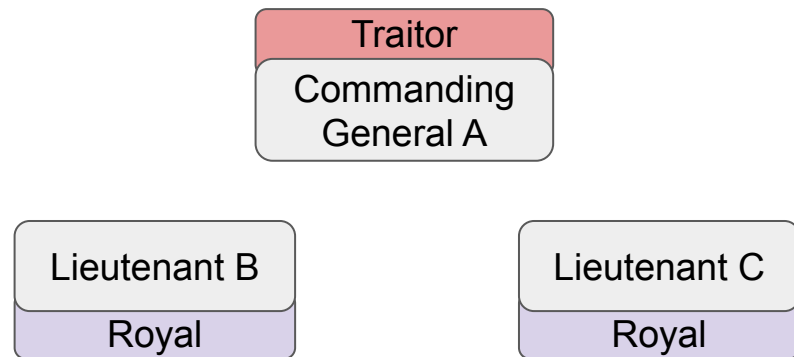 Traitor
Commanding
General A
Lieutenant B
Lieutenant C
Royal
Royal